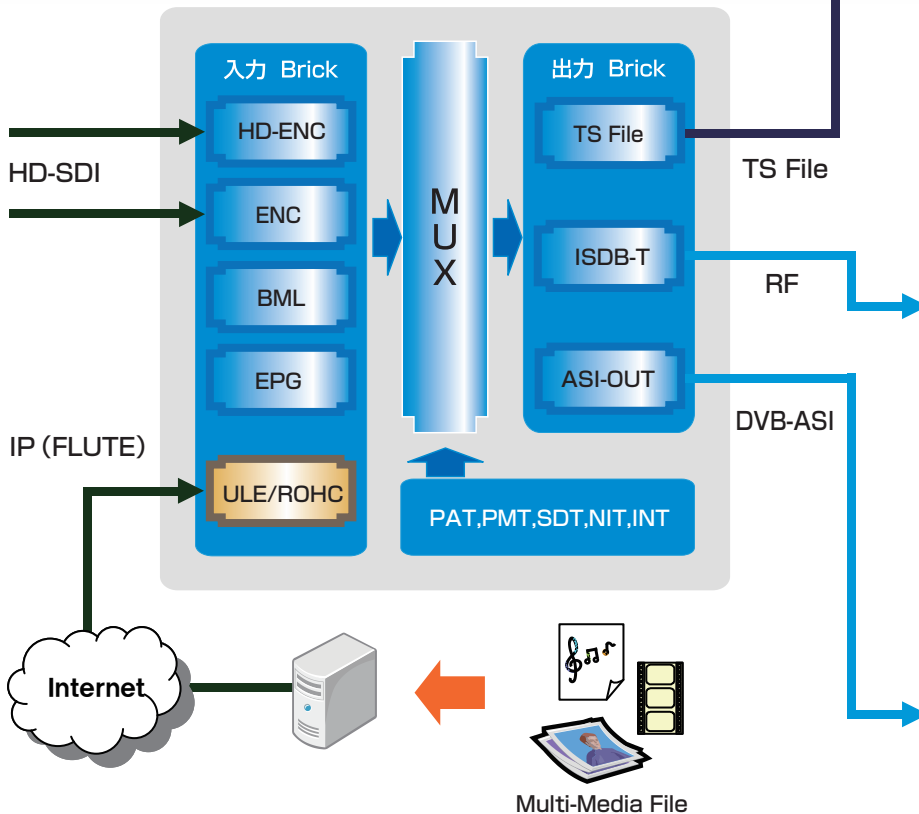 入力 Brick
出力 Brick
HD-ENC
TS File
HD-SDI
TS File
ENC
MUX
ISDB-T
RF
BML
EPG
ASI-OUT
DVB-ASI
IP（FLUTE）
ULE/ROHC
PAT,PMT,SDT,NIT,INT
Internet
Multi-Media File